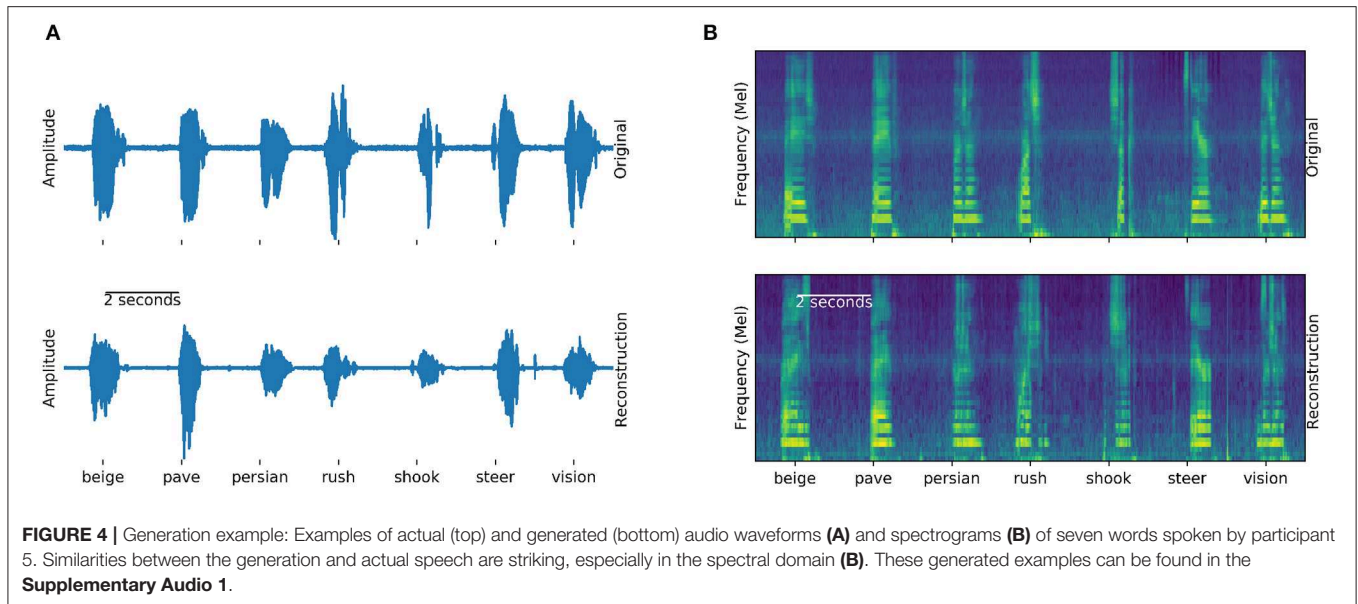 A
Amplitude
Original
2 seconds
Amplitude
Reconstruction
beige pave persian rush shook steer vision
B
Frequency (Mel)
Original
2 seconds
Frequency (Mel)
Reconstruction
beige pave persian rush shook steer vision
FIGURE 4 | Generation example: Examples of actual (top) and generated (bottom) audio waveforms (A) and spectrograms (B) of seven words spoken by participant
5. Similarities between the generation and actual speech are striking, especially in the spectral domain (B). These generated examples can be found in the
Supplementary Audio 1.